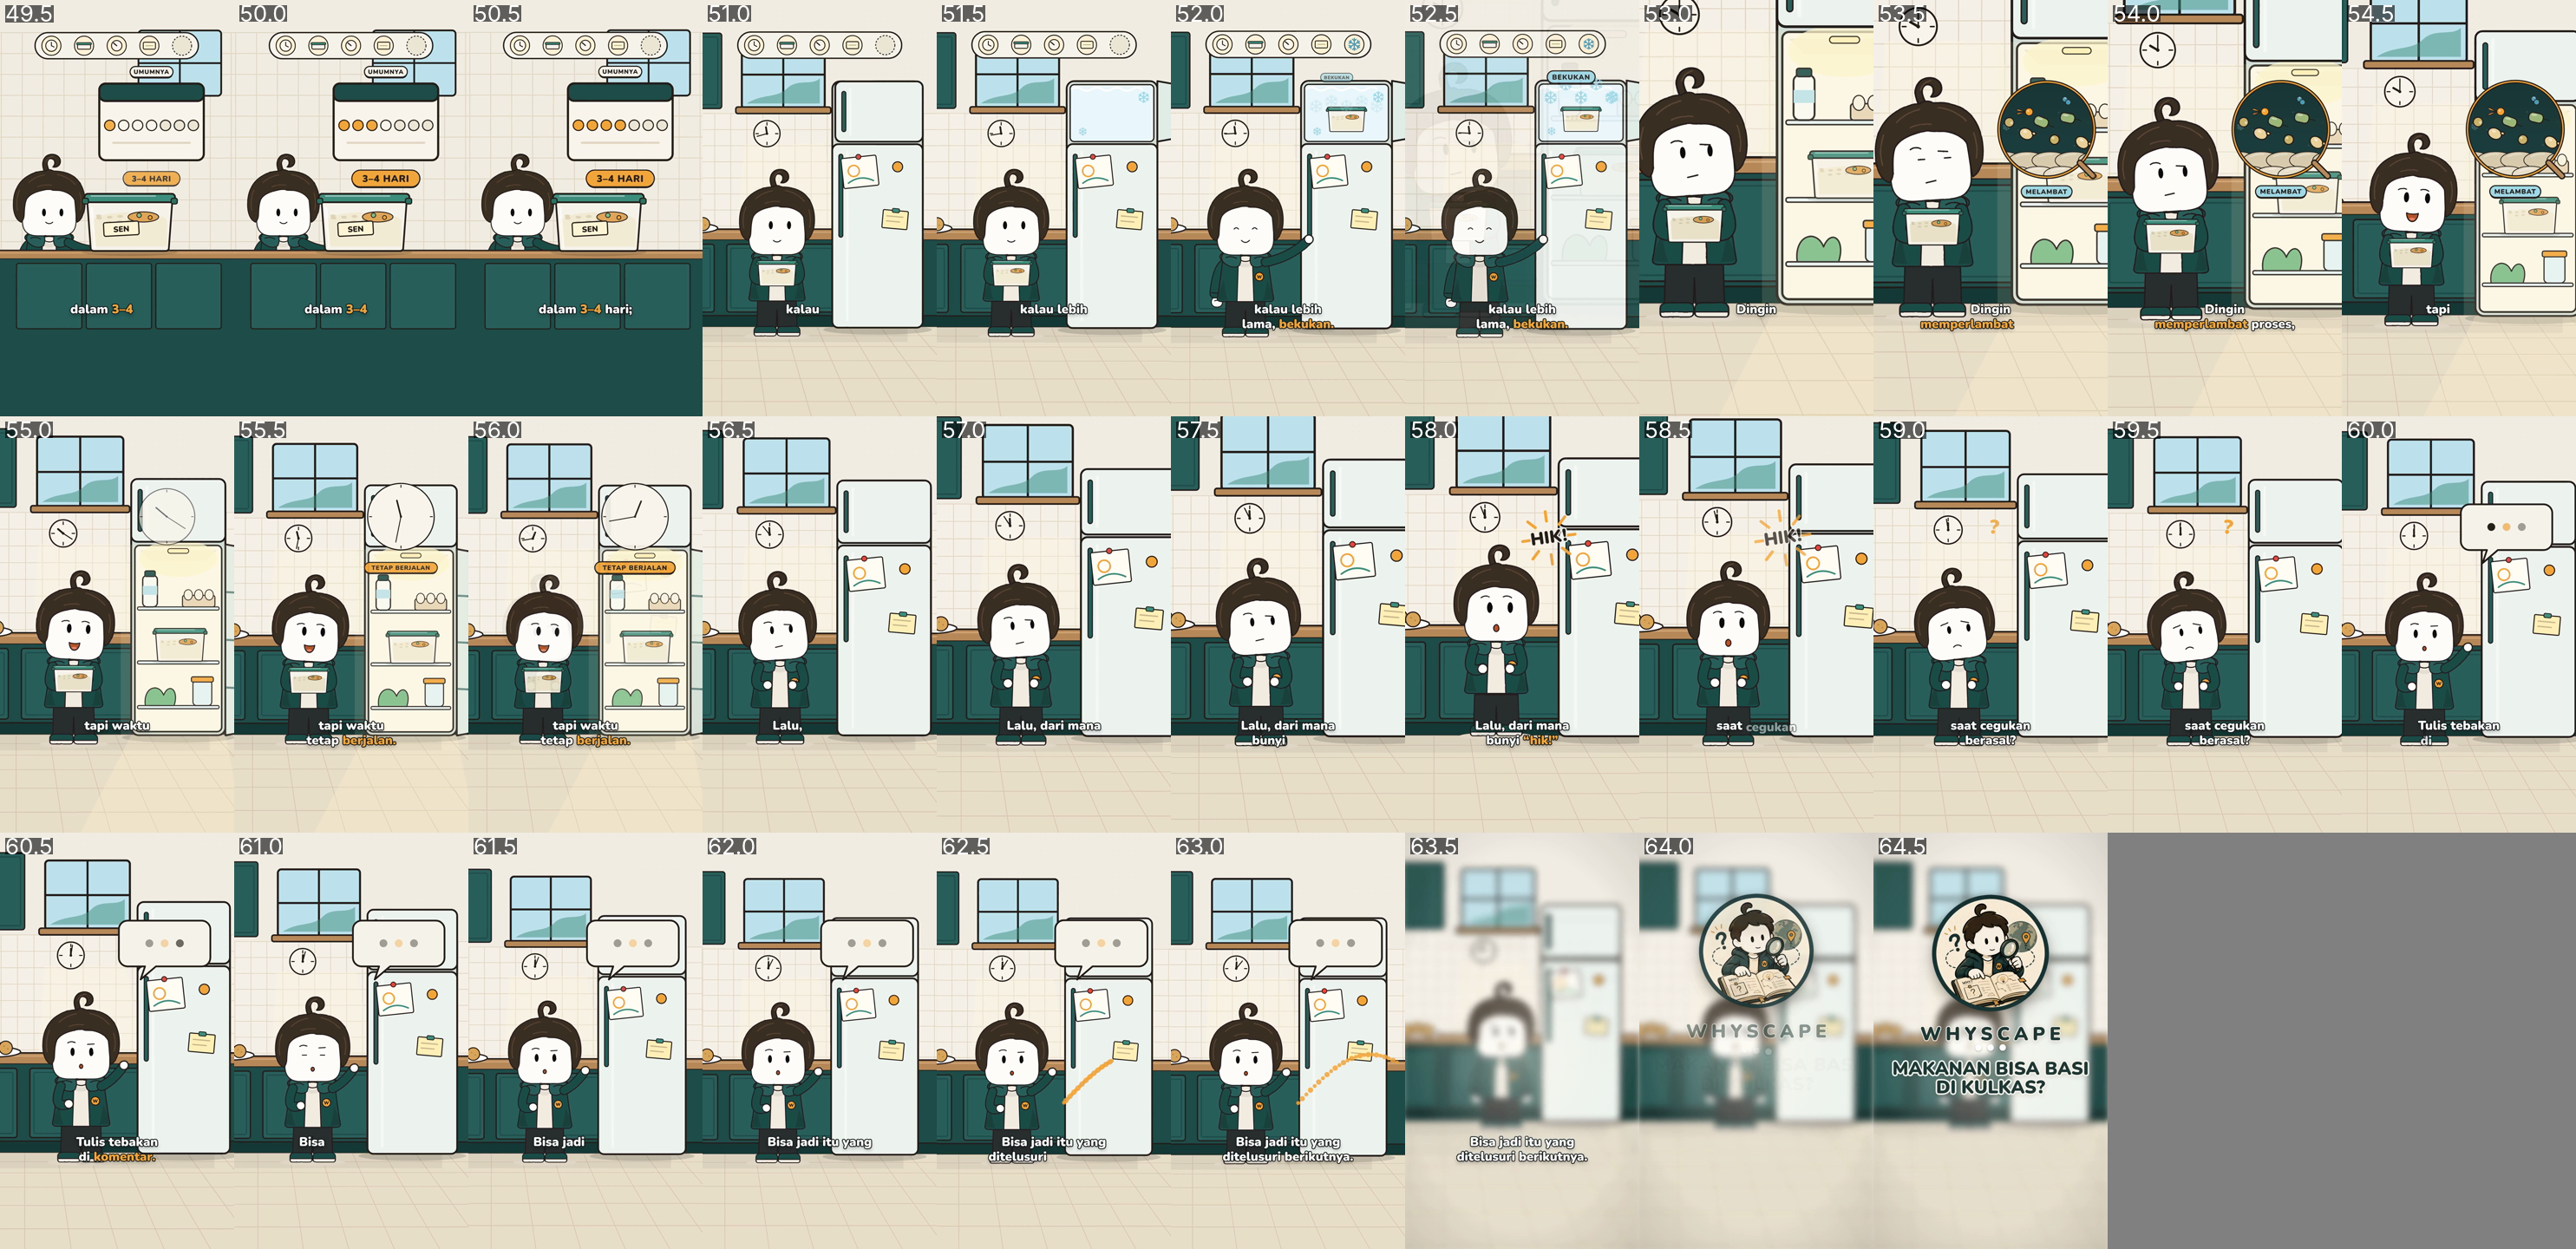 49.5
UMUMNYA
3–4 HARI
SEN
dalam 3–4
50.0
UMUMNYA
3–4 HARI
SEN
dalam 3–4
50.5
UMUMNYA
3–4 HARI
SEN
dalam 3–4 hari;
51.0
kalau
51.5
kalau lebih
52.0
BEKUKAN
kalau lebih
lama, bekukan.
52.5
BEKUKAN
kalau lebih
lama, bekukan.
53.0
Dingin
53.5
MELAMBAT
Dingin
memperlambat
54.0
MELAMBAT
Dingin
memperlambat proses,
54.5
MELAMBAT
tapi
55.0
tapi waktu
55.5
TETAP BERJALAN
tapi waktu
tetap berjalan.
56.0
TETAP BERJALAN
tapi waktu
tetap berjalan.
56.5
Lalu,
57.0
Lalu, dari mana
57.5
Lalu, dari mana
bunyi
58.0
HIK!
Lalu, dari mana
bunyi "hik!"
58.5
HIK!
saat cegukan
59.0
?
saat cegukan
berasal?
59.5
?
saat cegukan
berasal?
60.0
Tulis tebakan
di
60.5
Tulis tebakan
di komentar.
61.0
Bisa
61.5
Bisa jadi
62.0
Bisa jadi itu yang
62.5
Bisa jadi itu yang
ditelusuri
63.0
Bisa jadi itu yang
ditelusuri berikutnya.
63.5
Bisa jadi itu yang
ditelusuri berikutnya.
64.0
?
WHYSCAPE
64.5
?
WHYSCAPE
MAKANAN BISA BASI
DI KULKAS?